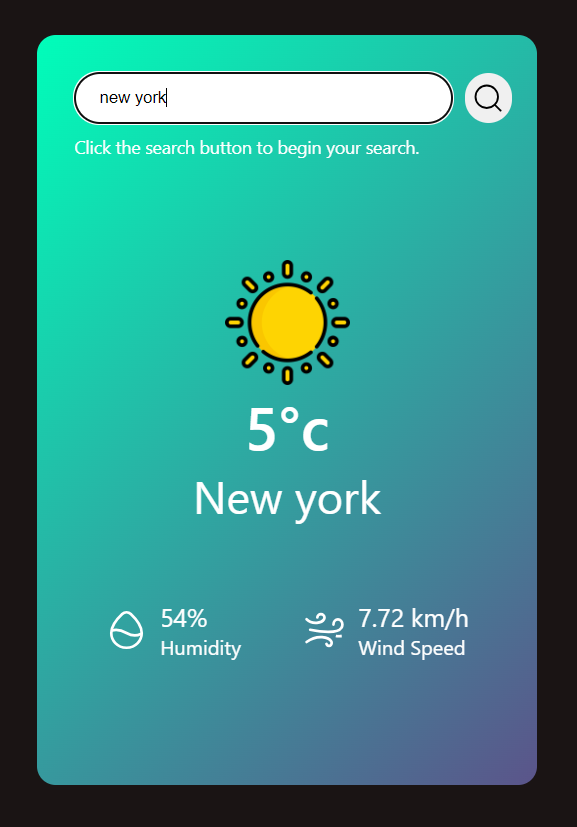 new york
Click the search button to begin your search.
5°c
New york
54%
Humidity
7.72 km/h
Wind Speed